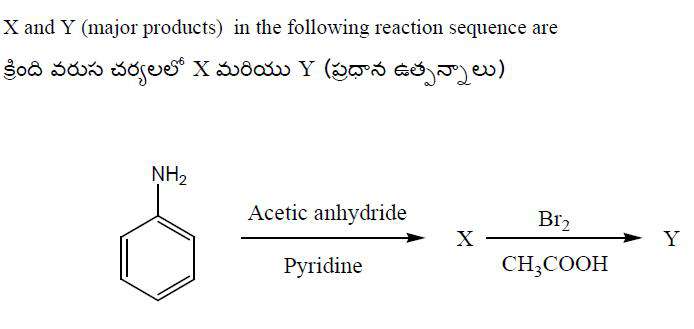 X and Y (major products) in the following reaction sequence are
క్రింది వరుస చర్యలలో X మరియు Y (ప్రధాన ఉత్పన్నాలు)
NH2
Acetic anhydride
Pyridine
X
Br2
CH3COOH
Y